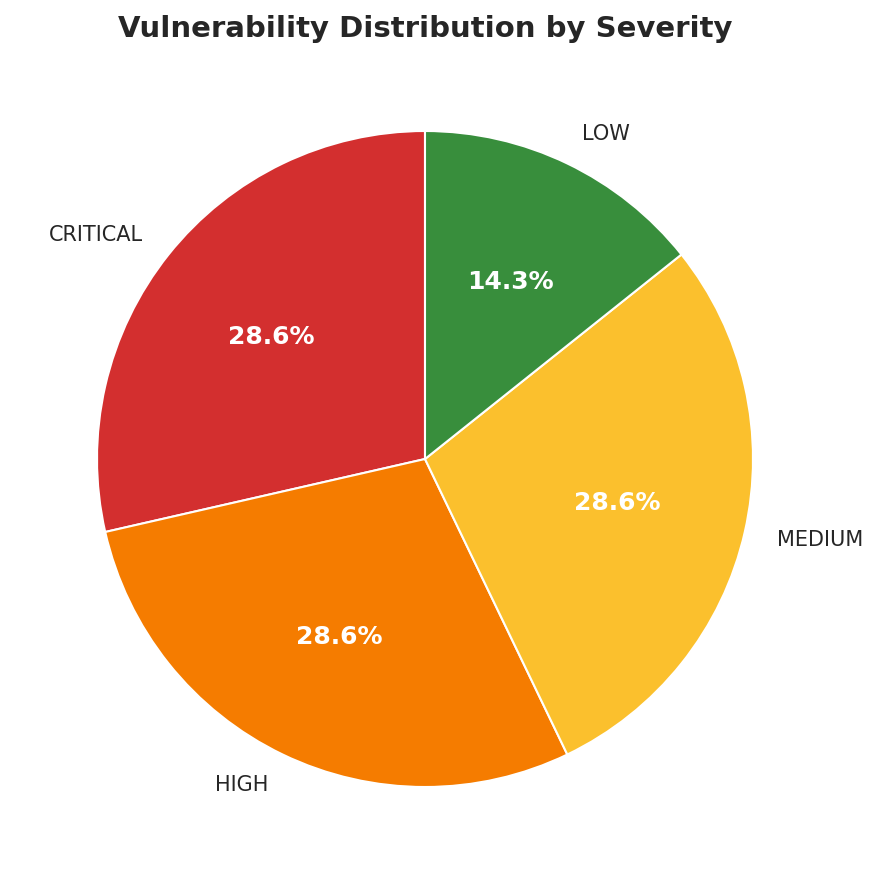 Vulnerability Distribution by Severity
LOW
CRITICAL
14.3%
28.6%
28.6%
MEDIUM
28.6%
HIGH